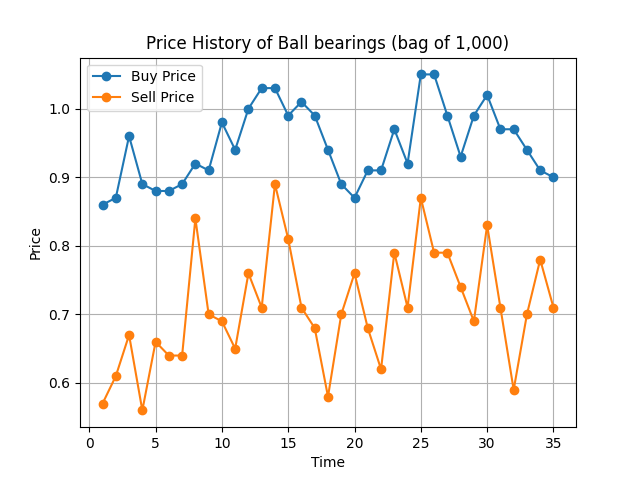 Price History of Ball bearings (bag of 1,000)
Buy Price
Sell Price
Price
1.0
0.9
0.8
0.7
0.6
0 5 10 15 20 25 30 35
Time